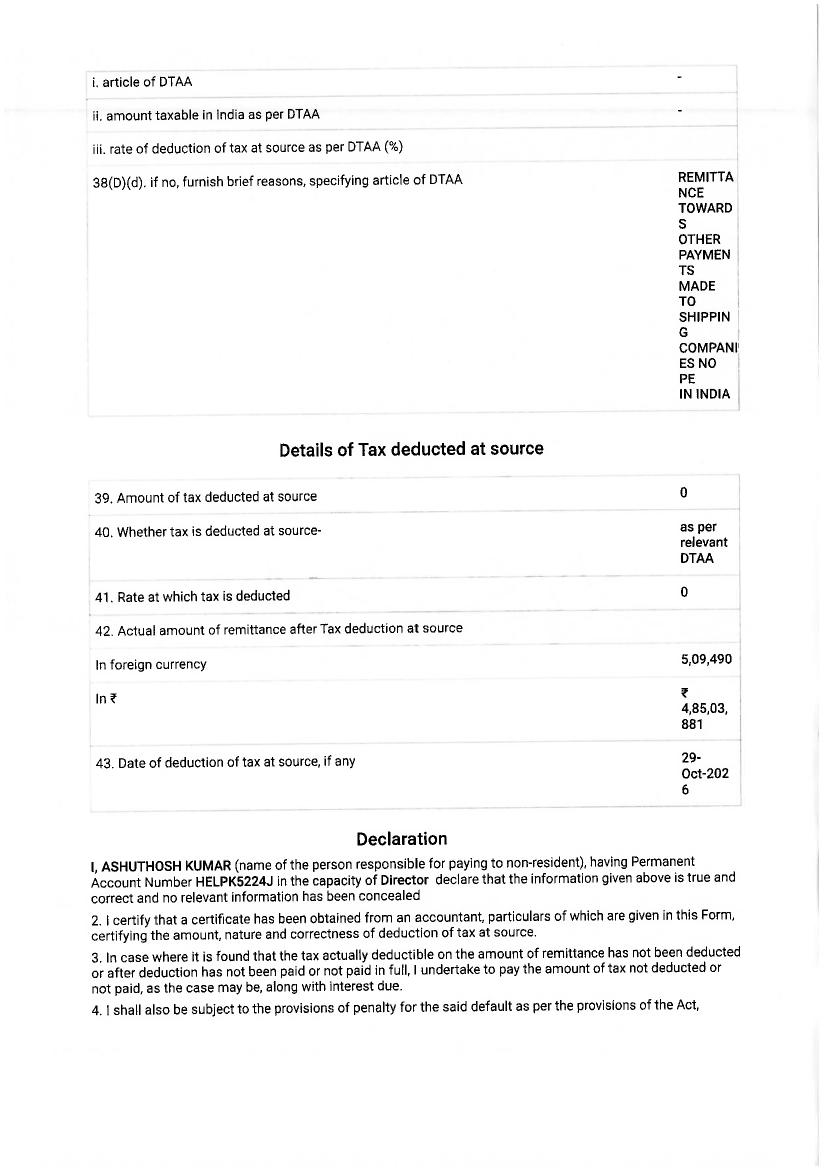 i. article of DTAA -
ii. amount taxable in India as per DTAA -
iii. rate of deduction of tax at source as per DTAA (%)
38(D)(d). if no, furnish brief reasons, specifying article of DTAA REMITTA
NCE
TOWARD
S
OTHER
PAYMEN
TS
MADE
TO
SHIPPIN
G
COMPANI
ES NO
PE
IN INDIA
Details of Tax deducted at source
39. Amount of tax deducted at source 0
40. Whether tax is deducted at source- as per
relevant
DTAA
41. Rate at which tax is deducted 0
42. Actual amount of remittance after Tax deduction at source
In foreign currency 5,09,490
In ₹ ₹
4,85,03,
881
43. Date of deduction of tax at source, if any 29-
Oct-202
6
Declaration
I, ASHUTHOSH KUMAR (name of the person responsible for paying to non-resident), having Permanent
Account Number HELPK5224J in the capacity of Director declare that the information given above is true and
correct and no relevant information has been concealed
2. I certify that a certificate has been obtained from an accountant, particulars of which are given in this Form,
certifying the amount, nature and correctness of deduction of tax at source.
3. In case where it is found that the tax actually deductible on the amount of remittance has not been deducted
or after deduction has not been paid or not paid in full, I undertake to pay the amount of tax not deducted or
not paid, as the case may be, along with interest due.
4. I shall also be subject to the provisions of penalty for the said default as per the provisions of the Act,